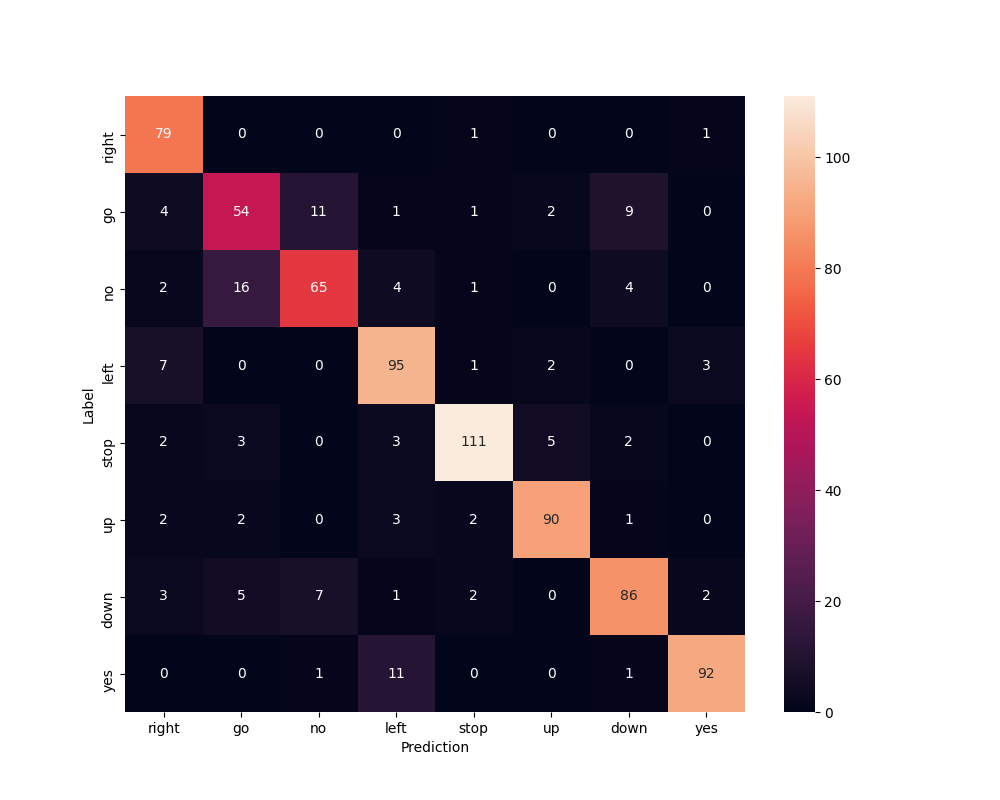 right 79 0 0 0 1 0 0 1
go 4 54 11 1 1 2 9 0
no 2 16 65 4 1 0 4 0
left 7 0 0 95 1 2 0 3
stop 2 3 0 3 111 5 2 0
up 2 2 0 3 2 90 1 0
down 3 5 7 1 2 0 86 2
yes 0 0 1 11 0 0 1 92
right go no left stop up down yes
Prediction
Label
100
80
60
40
20
0